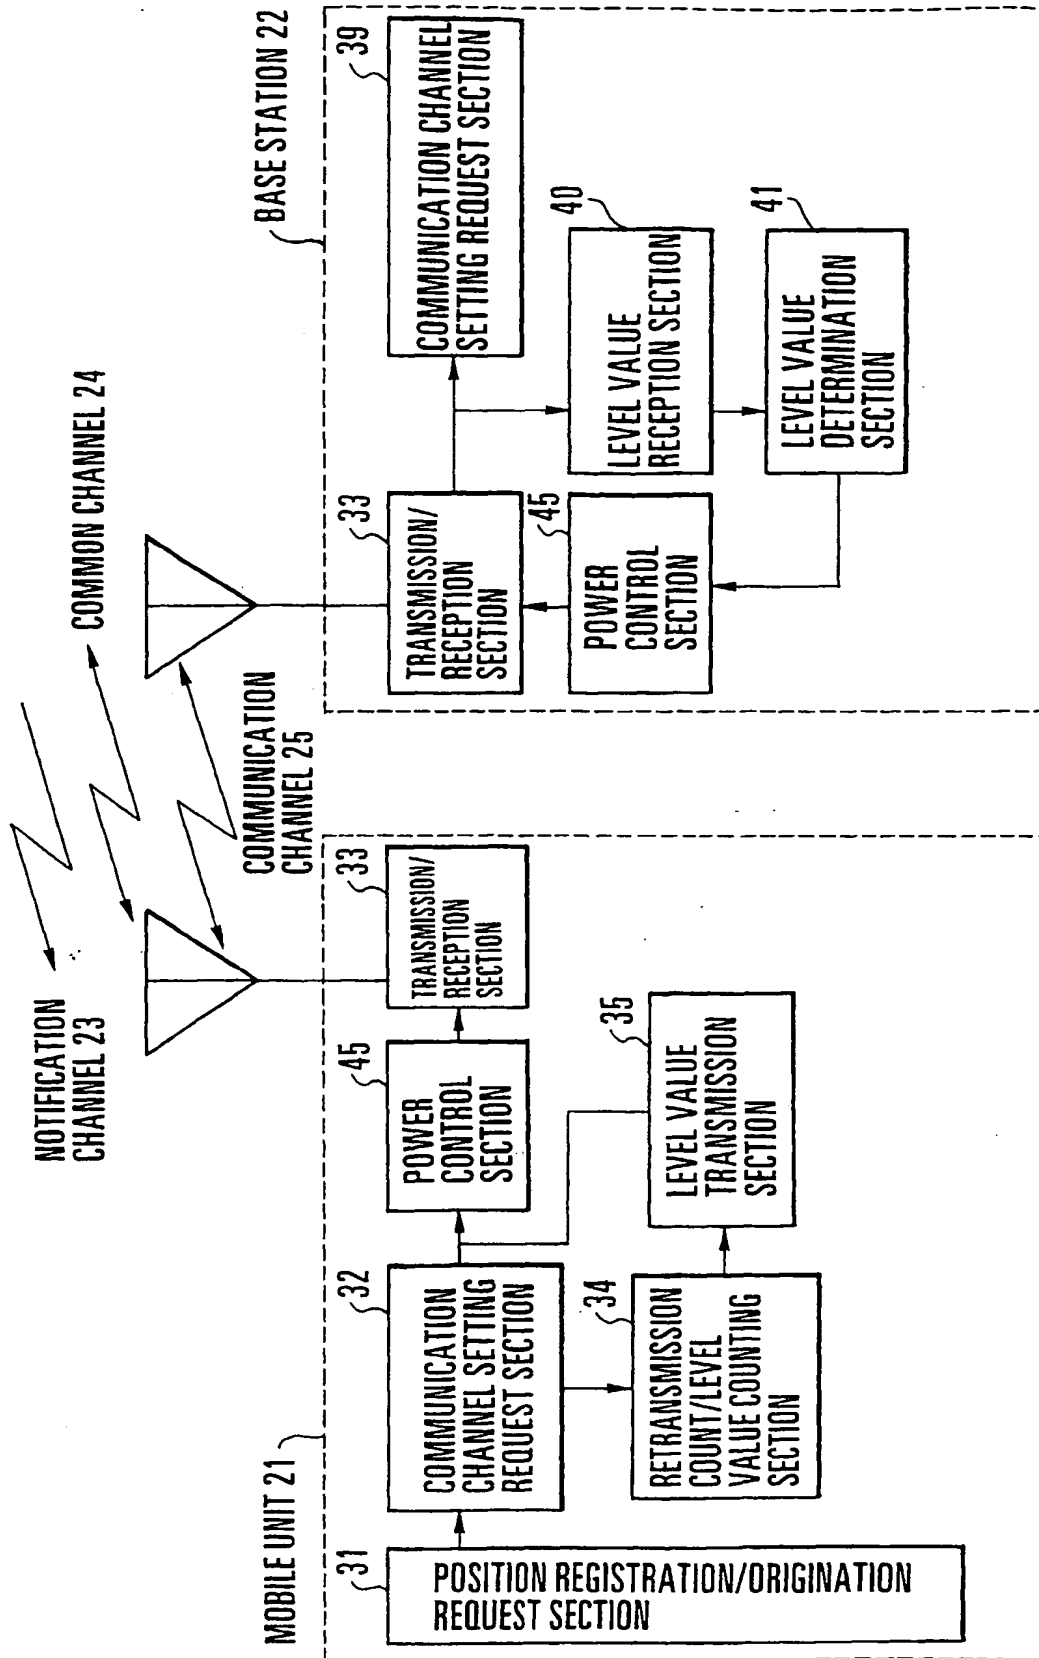 NOTIFICATION
CHANNEL 23
COMMON CHANNEL 24
COMMUNICATION
CHANNEL 25
MOBILE UNIT 21
31
POSITION REGISTRATION/ORIGINATION
REQUEST SECTION
32
COMMUNICATION
CHANNEL SETTING
REQUEST SECTION
45
POWER
CONTROL
SECTION
33
TRANSMISSION/
RECEPTION
SECTION
34
RETRANSMISSION
COUNT/LEVEL
VALUE COUNTING
SECTION
35
LEVEL VALUE
TRANSMISSION
SECTION
BASE STATION 22
33
TRANSMISSION/
RECEPTION
SECTION
39
COMMUNICATION CHANNEL
SETTING REQUEST SECTION
45
POWER
CONTROL
SECTION
40
LEVEL VALUE
RECEPTION SECTION
41
LEVEL VALUE
DETERMINATION
SECTION